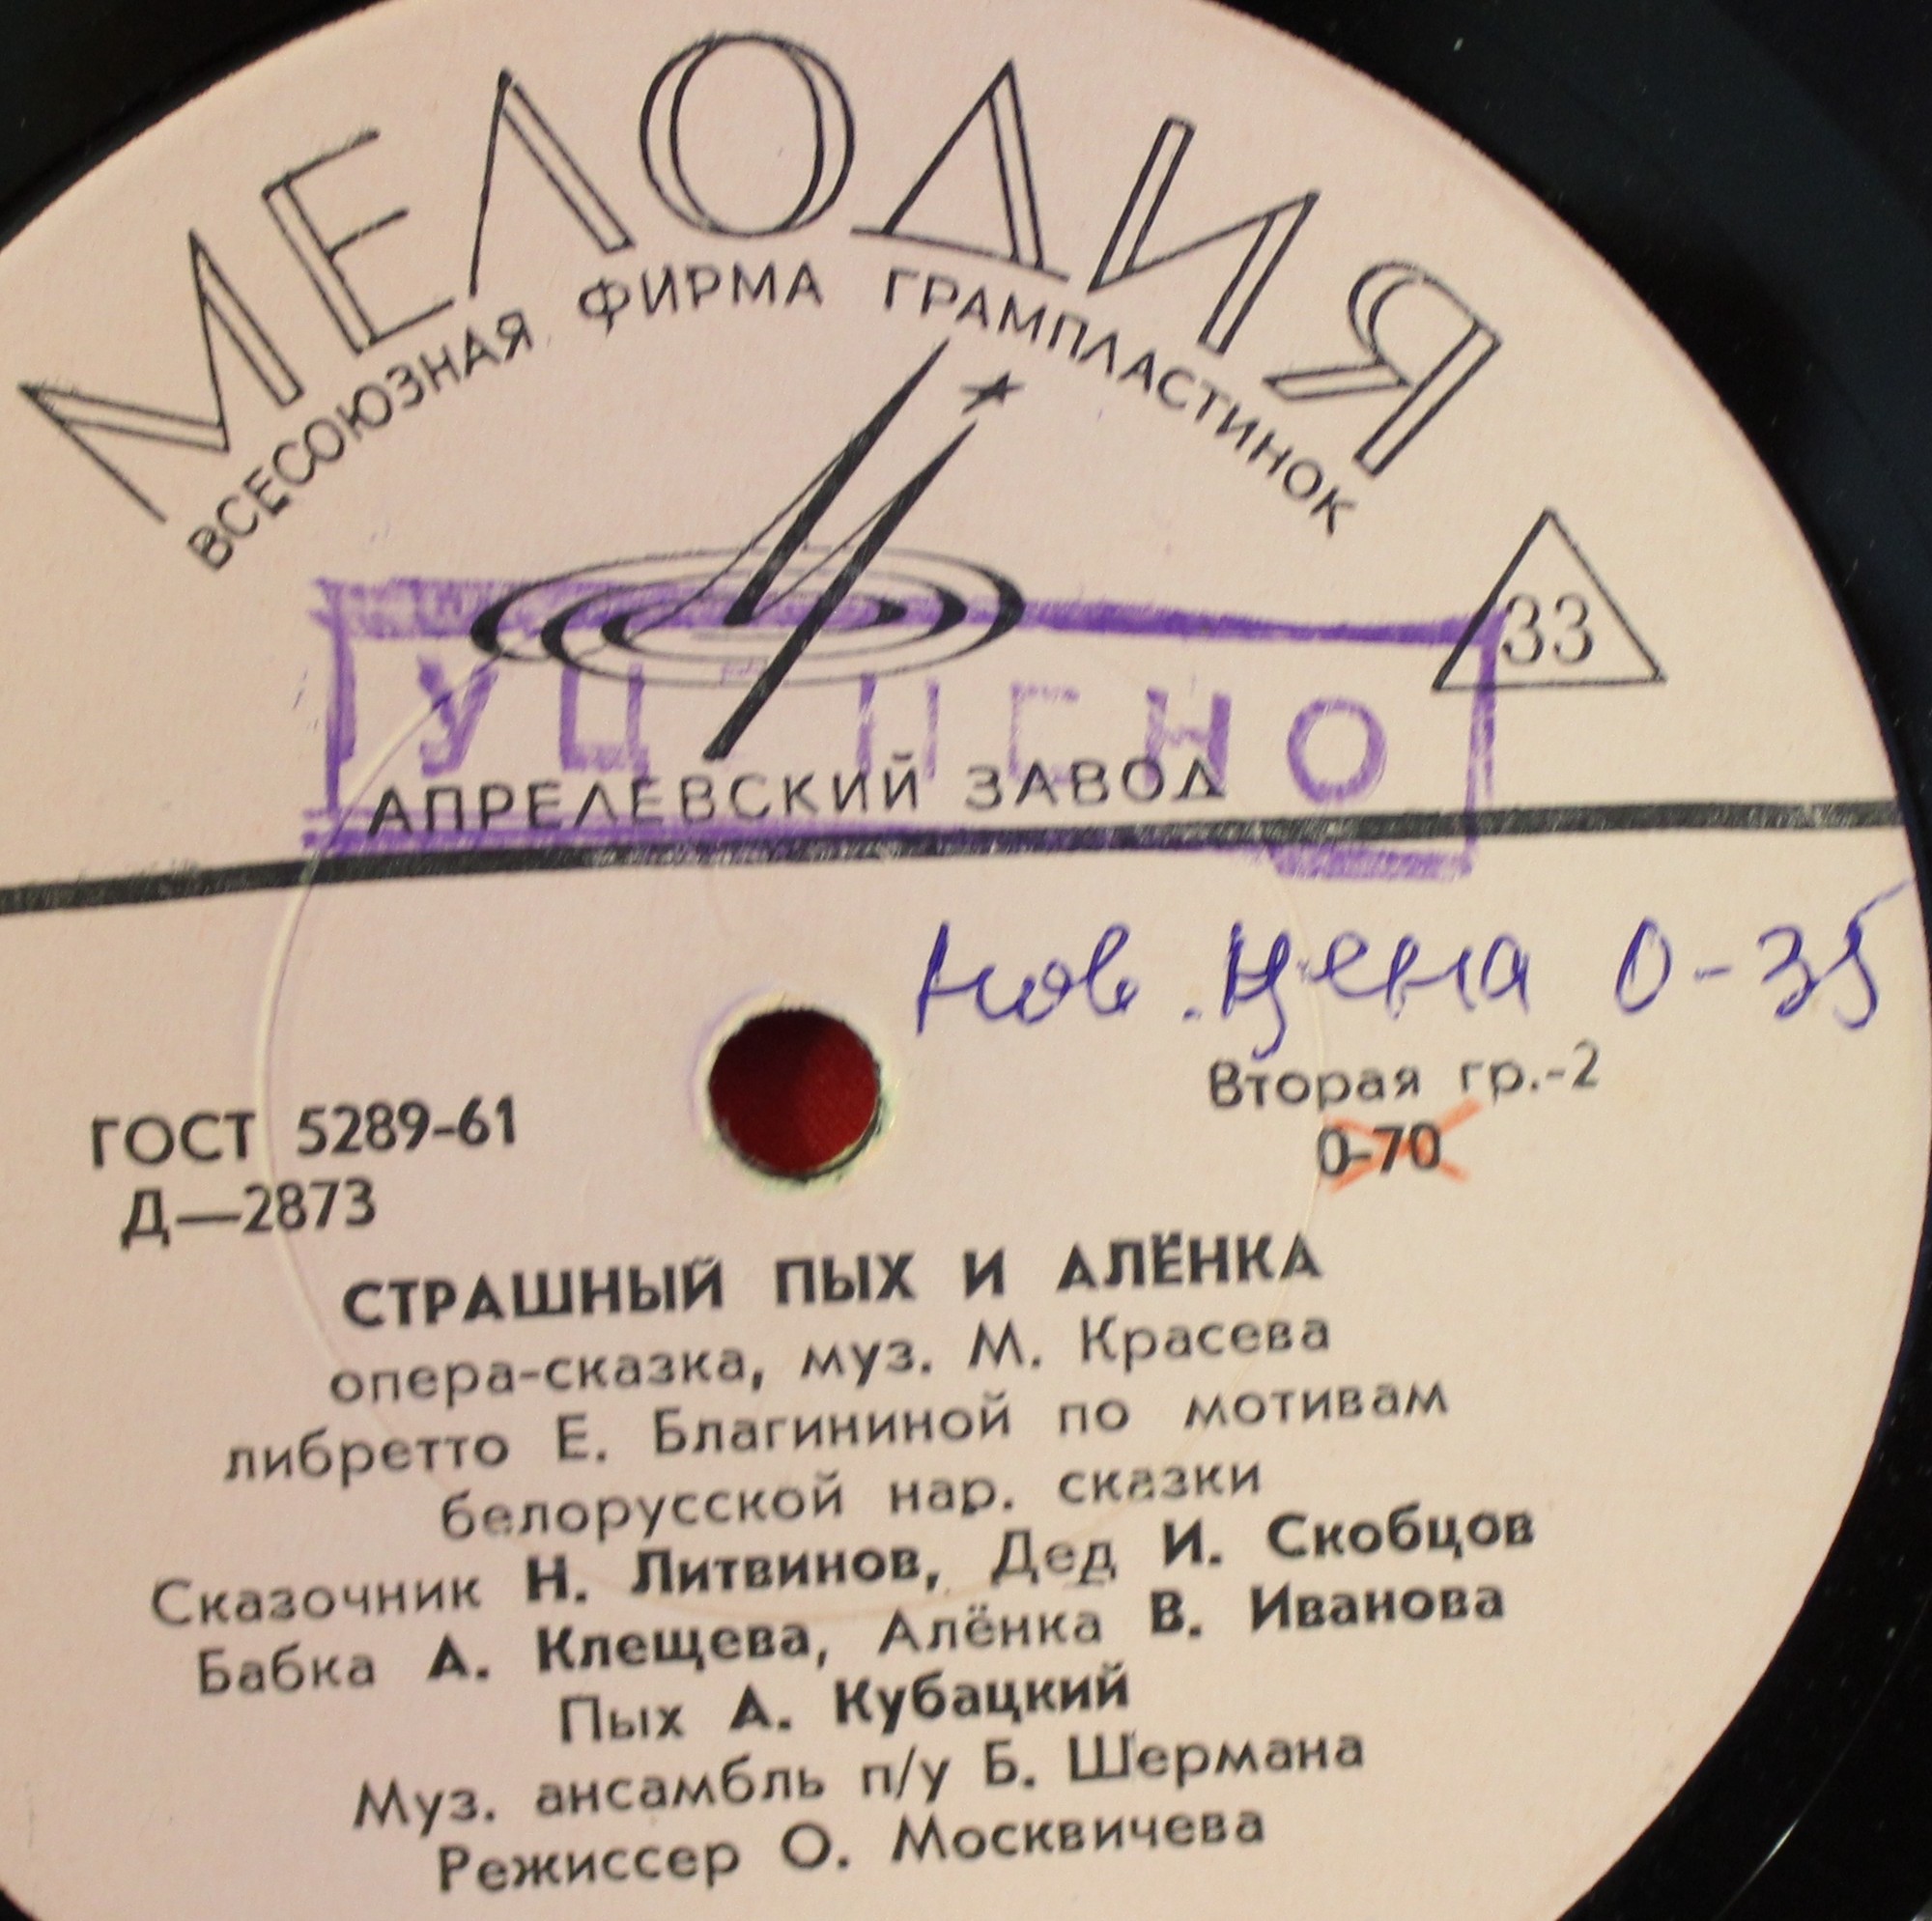 МЕЛОДИЯ
ВСЕСОЮЗНАЯ ФИРМА ГРАМПЛАСТИНОК
33
УЦЕНЕНО
АПРЕЛЕВСКИЙ ЗАВОД
Нов. цена 0-35
Вторая гр.-2
ГОСТ 5289-61
0-70
Д—2873
СТРАШНЫЙ ПЫХ И АЛЁНКА
опера-сказка, муз. М. Красева
либретто Е. Благининой по мотивам
белорусской нар. сказки
Сказочник Н. Литвинов, Дед И. Скобцов
Бабка А. Клещева, Алёнка В. Иванова
Пых А. Кубацкий
Муз. ансамбль п/у Б. Шермана
Режиссер О. Москвичева